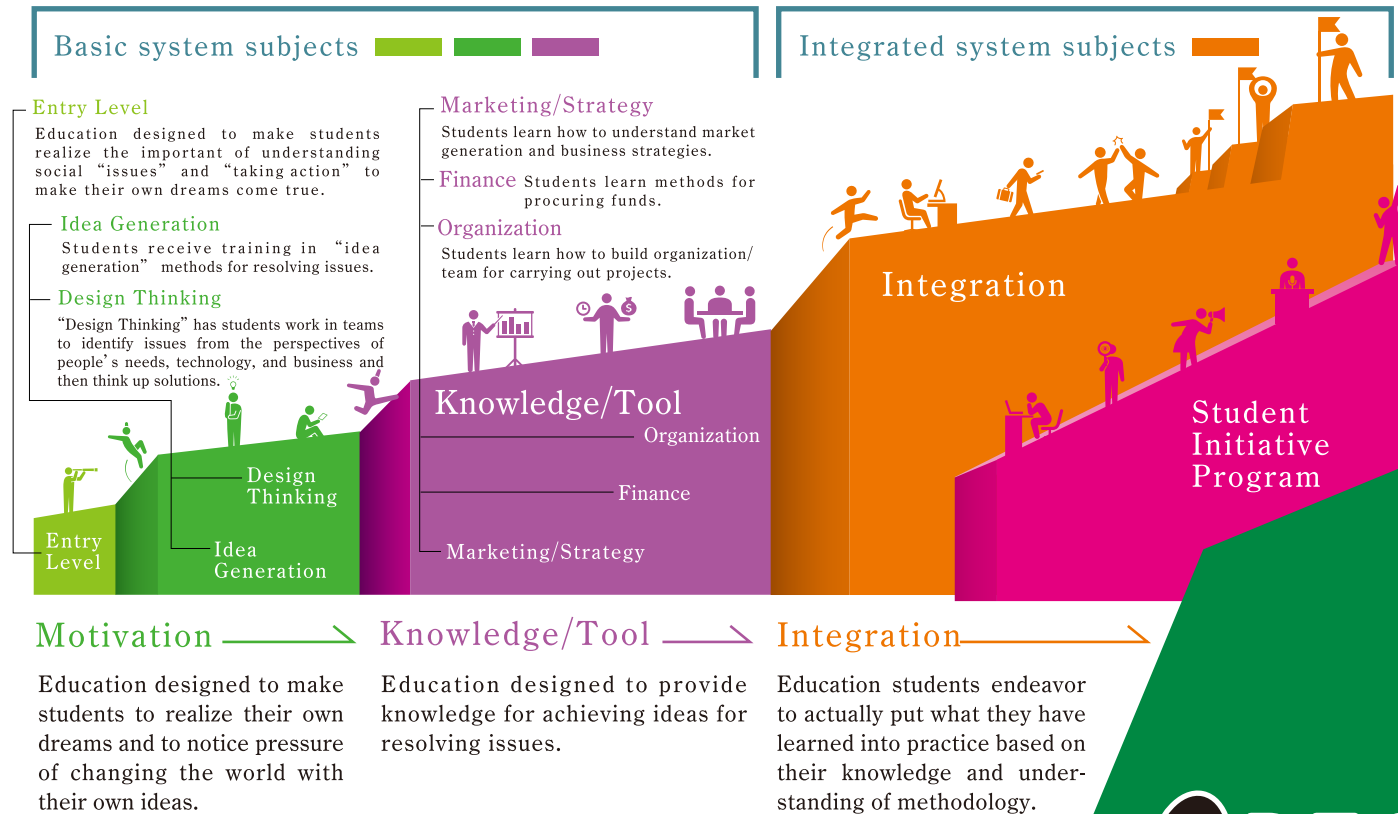 Basic system subjects
Integrated system subjects
Entry Level
Education designed to make students
realize the important of understanding
social “issues” and “taking action” to
make their own dreams come true.
Idea Generation
Students receive training in “idea
generation” methods for resolving issues.
Design Thinking
“Design Thinking” has students work in teams
to identify issues from the perspectives of
people’s needs, technology, and business and
then think up solutions.
Marketing/Strategy
Students learn how to understand market
generation and business strategies.
Finance Students learn methods for
procuring funds.
Organization
Students learn how to build organization/
team for carrying out projects.
Entry
Level
Design
Thinking
Idea
Generation
Knowledge/Tool
Organization
Finance
Marketing/Strategy
$
Integration
Student
Initiative
Program
Motivation
Education designed to make
students to realize their own
dreams and to notice pressure
of changing the world with
their own ideas.
Knowledge/Tool
Education designed to provide
knowledge for achieving ideas for
resolving issues.
Integration
Education students endeavor
to actually put what they have
learned into practice based on
their knowledge and under-
standing of methodology.